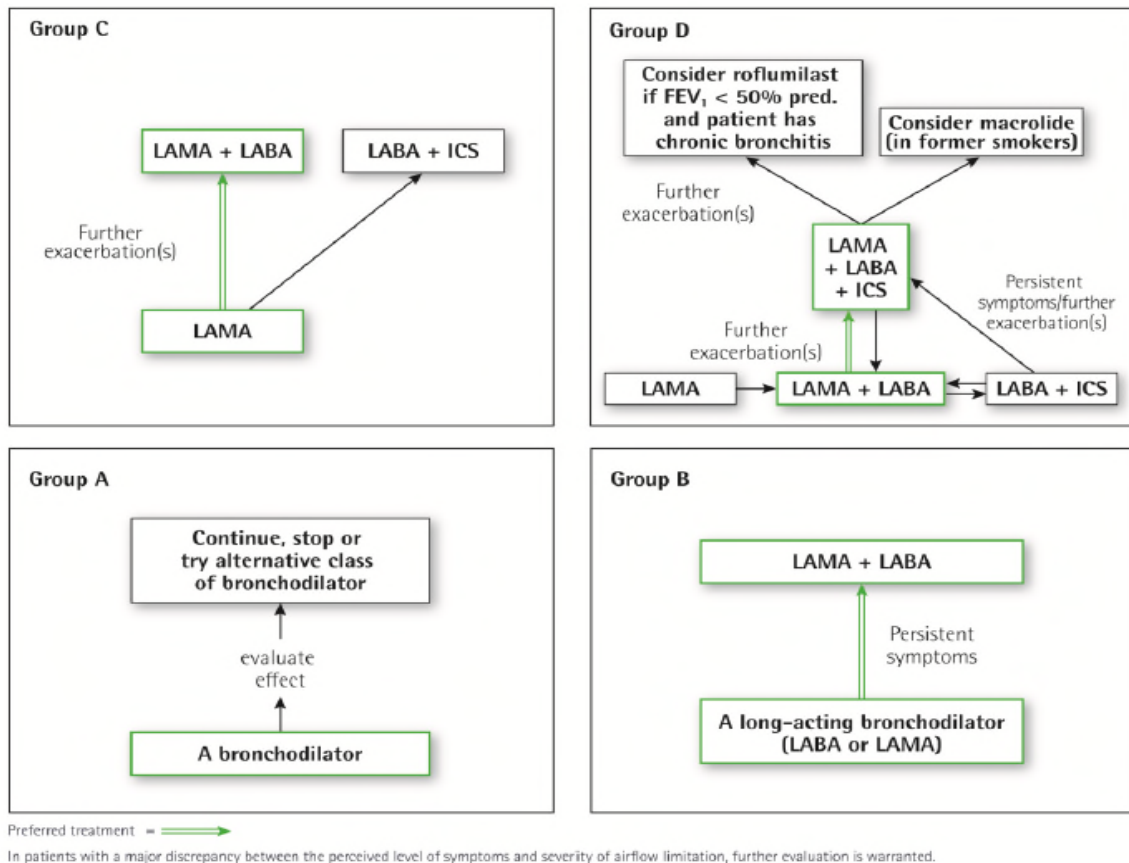 Group C
LAMA + LABA
LABA + ICS
Further
exacerbation(s)
LAMA
Group D
Consider roflumilast
if FEV₁ < 50% pred.
and patient has
chronic bronchitis
Consider macrolide
(in former smokers)
Further
exacerbation(s)
LAMA
+ LABA
+ ICS
Persistent
symptoms/further
exacerbation(s)
Further
exacerbation(s)
LAMA
LAMA + LABA
LABA + ICS
Group A
Continue, stop or
try alternative class
of bronchodilator
evaluate
effect
A bronchodilator
Group B
LAMA + LABA
Persistent
symptoms
A long-acting bronchodilator
(LABA or LAMA)
Preferred treatment =
In patients with a major discrepancy between the perceived level of symptoms and severity of airflow limitation, further evaluation is warranted.